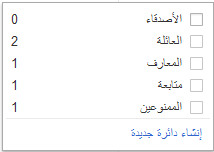 الأصدقاء 0
العائلة 2
المعارف 1
متابعة 1
الممنوعين 1
إنشاء دائرة جديدة